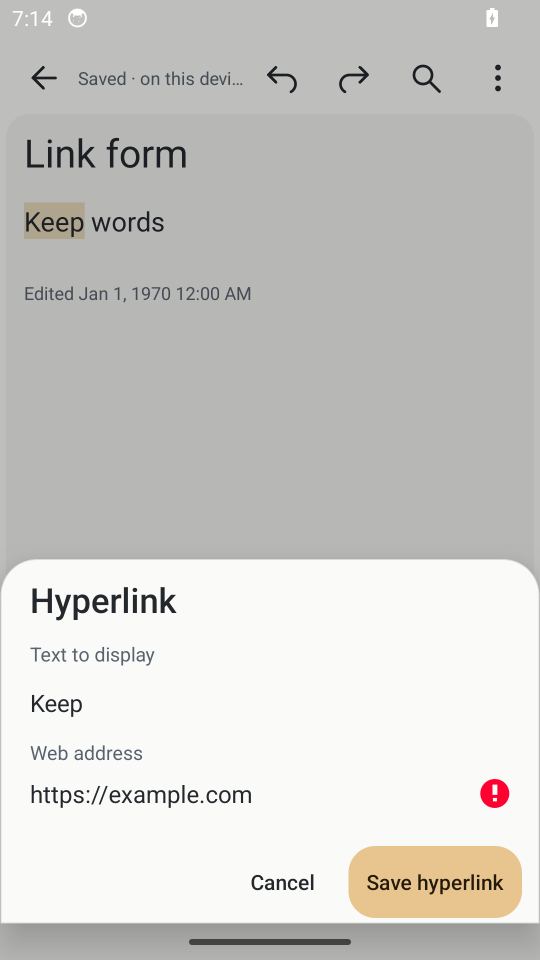 7:14
Saved · on this devi…
Link form
Keep words
Edited Jan 1, 1970 12:00 AM
Hyperlink
Text to display
Keep
Web address
https://example.com
Cancel
Save hyperlink